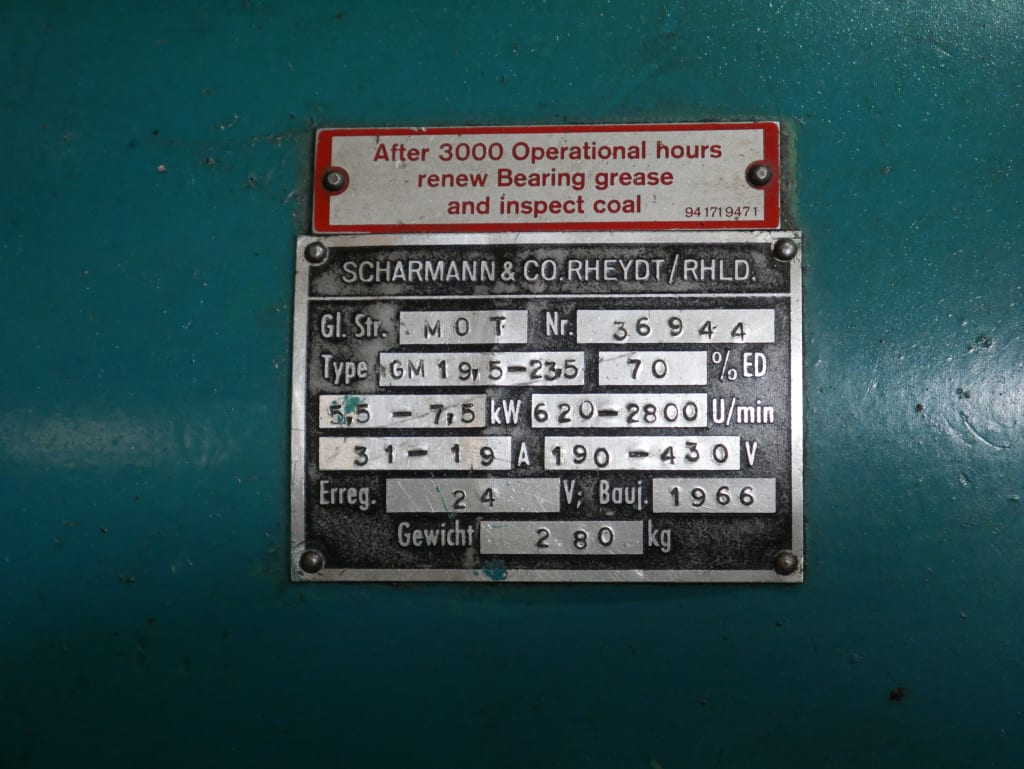 After 3000 Operational hours
renew Bearing grease
and inspect coal 941719471
SCHARMANN & CO. RHEYDT/RHLD.
Gl. Str. MOT Nr. 36944
Type GM 19,5-23,5 70 % ED
5,5 - 7,5 kW 620-2800 U/min
31-19 A 190-430 V
Erreg. 24 V; Bauj. 1966
Gewicht 280 kg